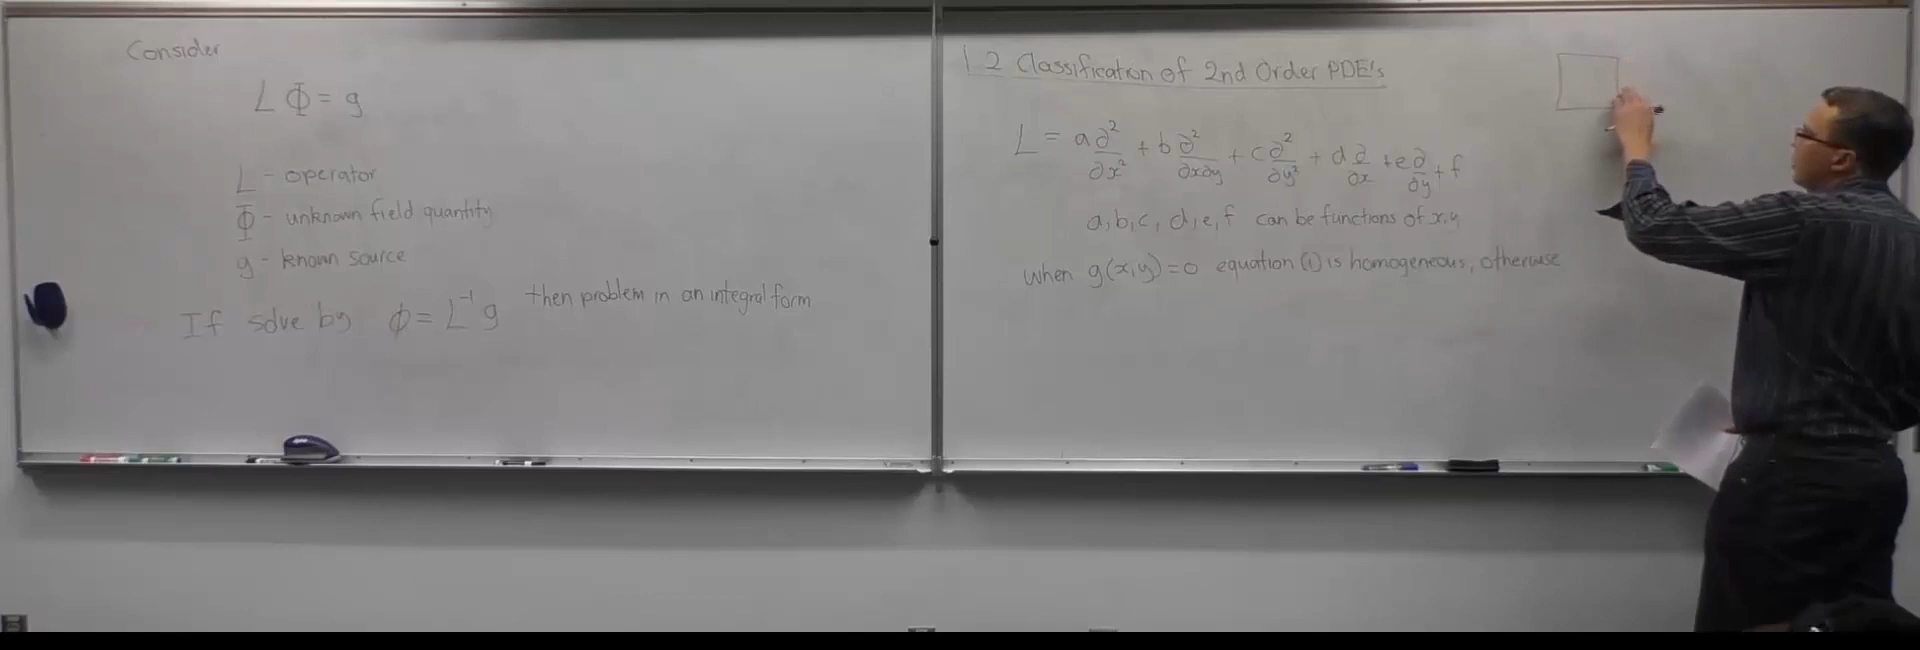 Consider
L Φ = g
L - operator
Φ - unknown field quantity
g - known source
If solve by ϕ = L⁻¹ g then problem in an integral form
1.2 Classification of 2nd Order PDE's
L = a ∂²/∂x² + b ∂²/∂x∂y + c ∂²/∂y² + d ∂/∂x + e ∂/∂y + f
a, b, c, d, e, f can be functions of x, y
when g(x,y) = 0 equation (1) is homogeneous, otherwise